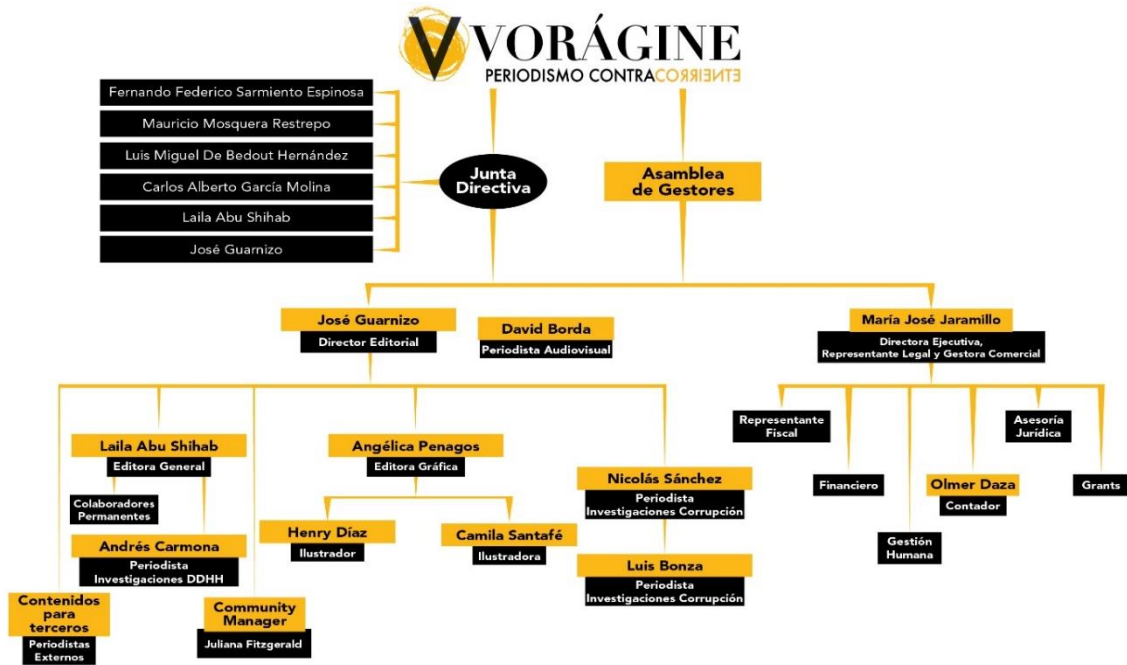 V VORÁGINE
PERIODISMO CONTRACORRIENTE
Fernando Federico Sarmiento Espinosa
Mauricio Mosquera Restrepo
Luis Miguel De Bedout Hernández
Carlos Alberto García Molina
Laila Abu Shihab
José Guarnizo
Junta
Directiva
Asamblea
de Gestores
José Guarnizo
Director Editorial
David Borda
Periodista Audiovisual
María José Jaramillo
Directora Ejecutiva,
Representante Legal y Gestora Comercial
Laila Abu Shihab
Editora General
Colaboradores
Permanentes
Andrés Carmona
Periodista
Investigaciones DDHH
Contenidos
para
terceros
Periodistas
Externos
Community
Manager
Juliana Fitzgerald
Angélica Penagos
Editora Gráfica
Henry Díaz
Ilustrador
Camila Santafé
Ilustradora
Nicolás Sánchez
Periodista
Investigaciones Corrupción
Luis Bonza
Periodista
Investigaciones Corrupción
Representante
Fiscal
Financiero
Gestión
Humana
Olmer Daza
Contador
Asesoría
Jurídica
Grants